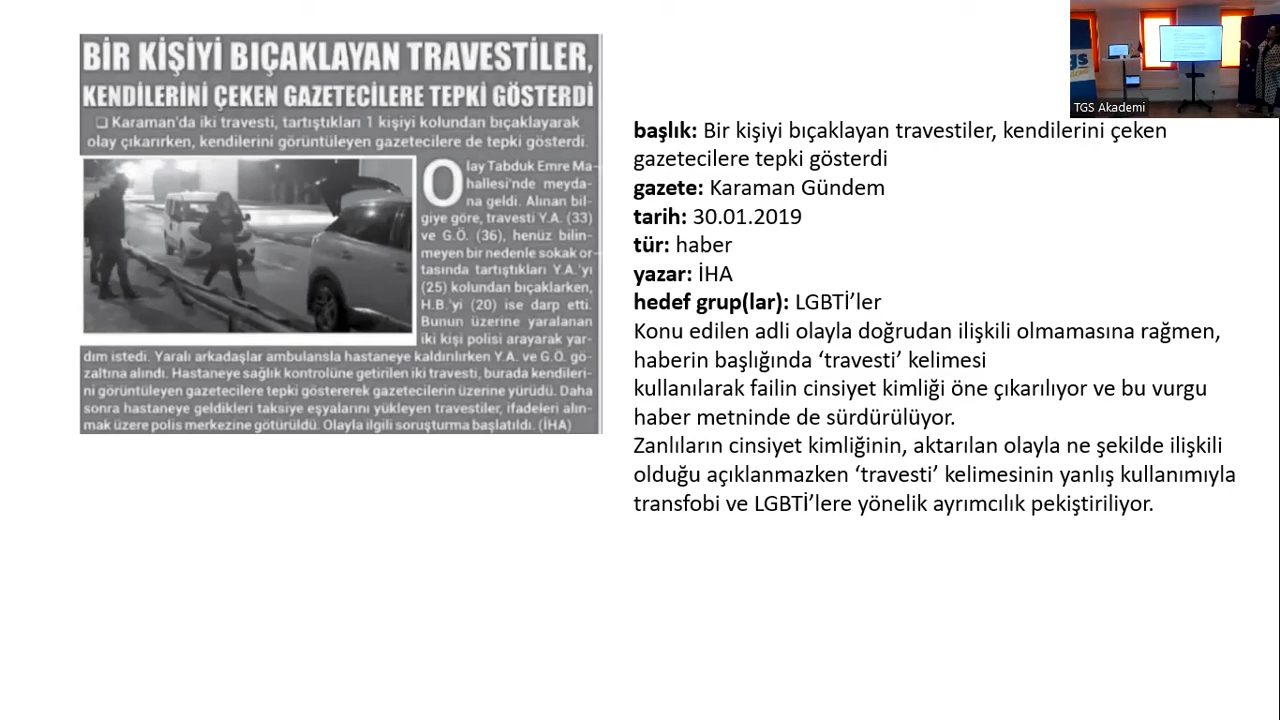 BİR KİŞİYİ BIÇAKLAYAN TRAVESTİLER,
KENDİLERİNİ ÇEKEN GAZETECİLERE TEPKİ GÖSTERDİ
❑ Karaman'da iki travesti, tartıştıkları 1 kişiyi kolundan bıçaklayarak
olay çıkarırken, kendilerini görüntüleyen gazetecilere de tepki gösterdi.
Olay Tabduk Emre Ma-
hallesi'nde meyda-
na geldi. Alınan bil-
giye göre, travesti Y.A. (33)
ve G.Ö. (36), henüz bilin-
meyen bir nedenle sokak or-
tasında tartıştıkları Y.A.'yı
(25) kolundan bıçaklarken,
H.B.'yi (20) ise darp etti.
Bunun üzerine yaralanan
iki kişi polisi arayarak yar-
dım istedi. Yaralı arkadaşlar ambulansla hastaneye kaldırılırken Y.A. ve G.Ö. gö-
zaltına alındı. Hastaneye sağlık kontrolüne getirilen iki travesti, burada kendileri-
ni görüntüleyen gazetecilere tepki göstererek gazetecilerin üzerine yürüdü. Daha
sonra hastaneye geldikleri taksiye eşyalarını yükleyen travestiler, ifadeleri alın-
mak üzere polis merkezine götürüldü. Olayla ilgili soruşturma başlatıldı. (İHA)
TGS Akademi
başlık: Bir kişiyi bıçaklayan travestiler, kendilerini çeken
gazetecilere tepki gösterdi
gazete: Karaman Gündem
tarih: 30.01.2019
tür: haber
yazar: İHA
hedef grup(lar): LGBTİ'ler
Konu edilen adli olayla doğrudan ilişkili olmamasına rağmen,
haberin başlığında 'travesti' kelimesi
kullanılarak failin cinsiyet kimliği öne çıkarılıyor ve bu vurgu
haber metninde de sürdürülüyor.
Zanlıların cinsiyet kimliğinin, aktarılan olayla ne şekilde ilişkili
olduğu açıklanmazken 'travesti' kelimesinin yanlış kullanımıyla
transfobi ve LGBTİ'lere yönelik ayrımcılık pekiştiriliyor.